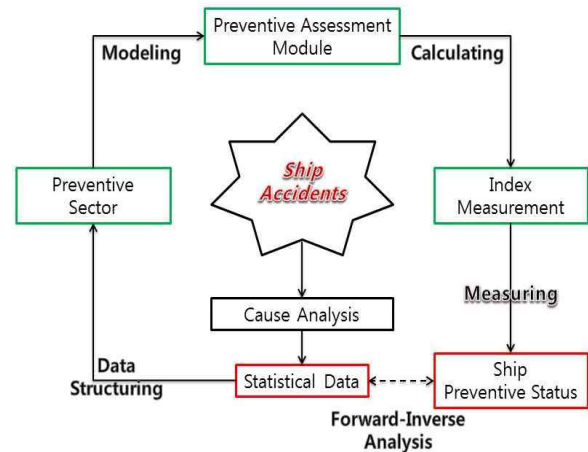 Preventive Assessment
Module
Modeling
Calculating
Ship
Accidents
Preventive
Sector
Index
Measurement
Measuring
Cause Analysis
Data
Structuring
Statistical Data
Ship
Preventive Status
Forward-Inverse
Analysis